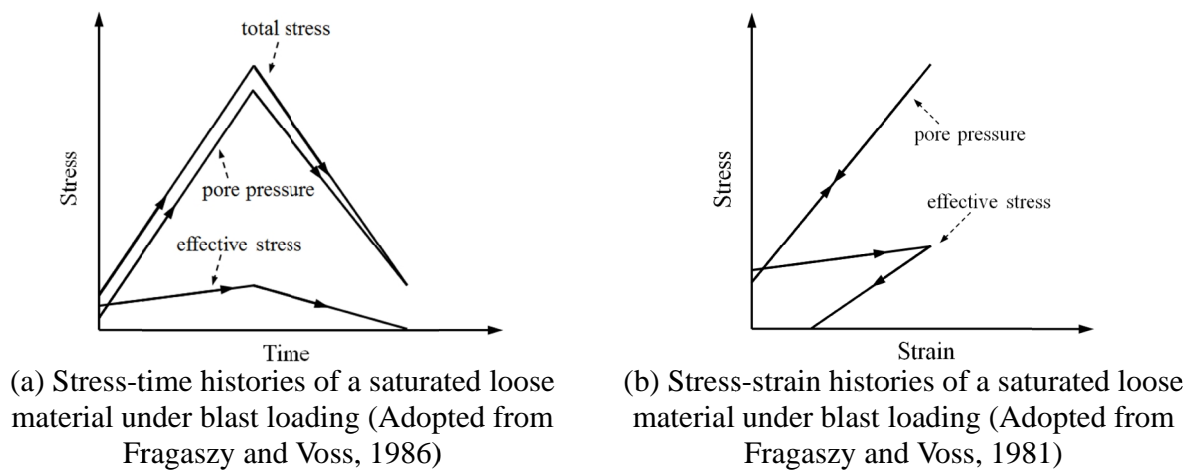 total stress
pore pressure
effective stress
Stress
Time
(a) Stress-time histories of a saturated loose
material under blast loading (Adopted from
Fragaszy and Voss, 1986)
pore pressure
effective stress
Stress
Strain
(b) Stress-strain histories of a saturated loose
material under blast loading (Adopted from
Fragaszy and Voss, 1981)